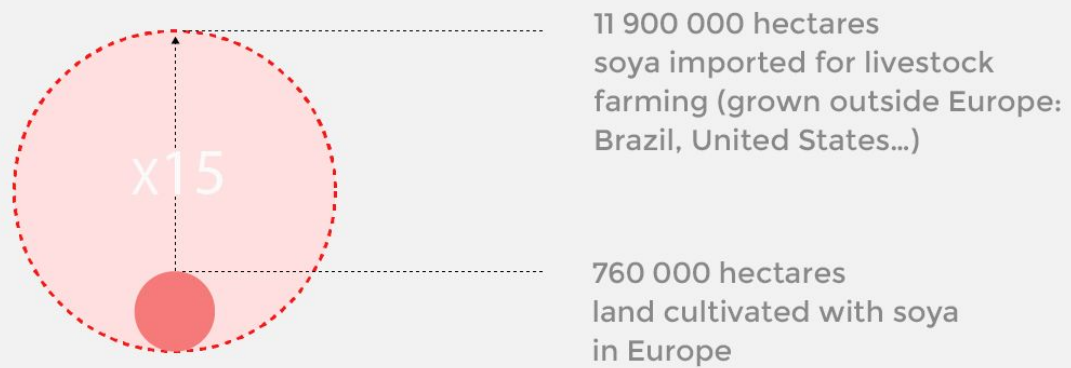 11 900 000 hectares
soya imported for livestock
farming (grown outside Europe:
Brazil, United States...)
x15
760 000 hectares
land cultivated with soya
in Europe